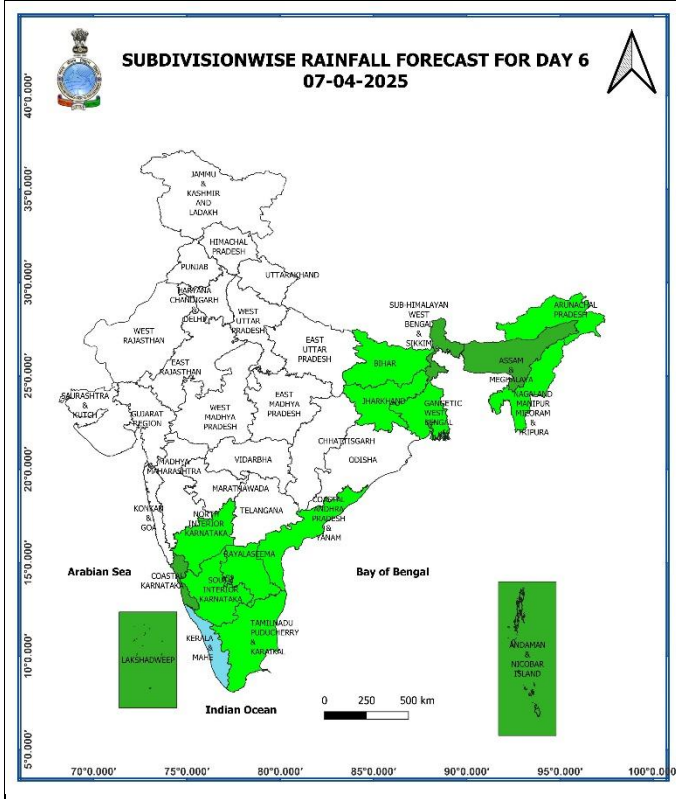 SUBDIVISIONWISE RAINFALL FORECAST FOR DAY 6
07-04-2025
40°0.000'
35°0.000'
30°0.000'
25°0.000'
20°0.000'
15°0.000'
10°0.000'
5°0.000'
JAMMU
&
KASHMIR
AND
LADAKH
HIMACHAL
PRADESH
PUNJAB
UTTARAKHAND
HARYANA
CHANDIGARH
&
DELHI
WEST
UTTAR
PRADESH
WEST
RAJASTHAN
EAST
UTTAR
PRADESH
EAST
RAJASTHAN
SUB-HIMALAYAN
WEST
BENGAL
&
SIKKIM
ARUNACHAL
PRADESH
BIHAR
ASSAM
&
MEGHALAYA
NAGALAND
MANIPUR
MIZORAM
&
TRIPURA
JHARKHAND
GANGETIC
WEST
BENGAL
SAURASHTRA
&
KUTCH
GUJARAT
REGION
WEST
MADHYA
PRADESH
EAST
MADHYA
PRADESH
CHHATTISGARH
ODISHA
MADHYA
MAHARASHTRA
VIDARBHA
MARATHAWADA
TELANGANA
KONKAN
&
GOA
NORTH
INTERIOR
KARNATAKA
COASTAL
ANDHRA
PRADESH
&
YANAM
RAYALASEEMA
Arabian Sea
COASTAL
KARNATAKA
SOUTH
INTERIOR
KARNATAKA
Bay of Bengal
TAMILNADU
PUDUCHERRY
&
KARAIKAL
KERALA
&
MAHE
LAKSHADWEEP
ANDAMAN
&
NICOBAR
ISLAND
Indian Ocean
0 250 500 km
70°0.000' 75°0.000' 80°0.000' 85°0.000' 90°0.000' 95°0.000' 100°0.000'